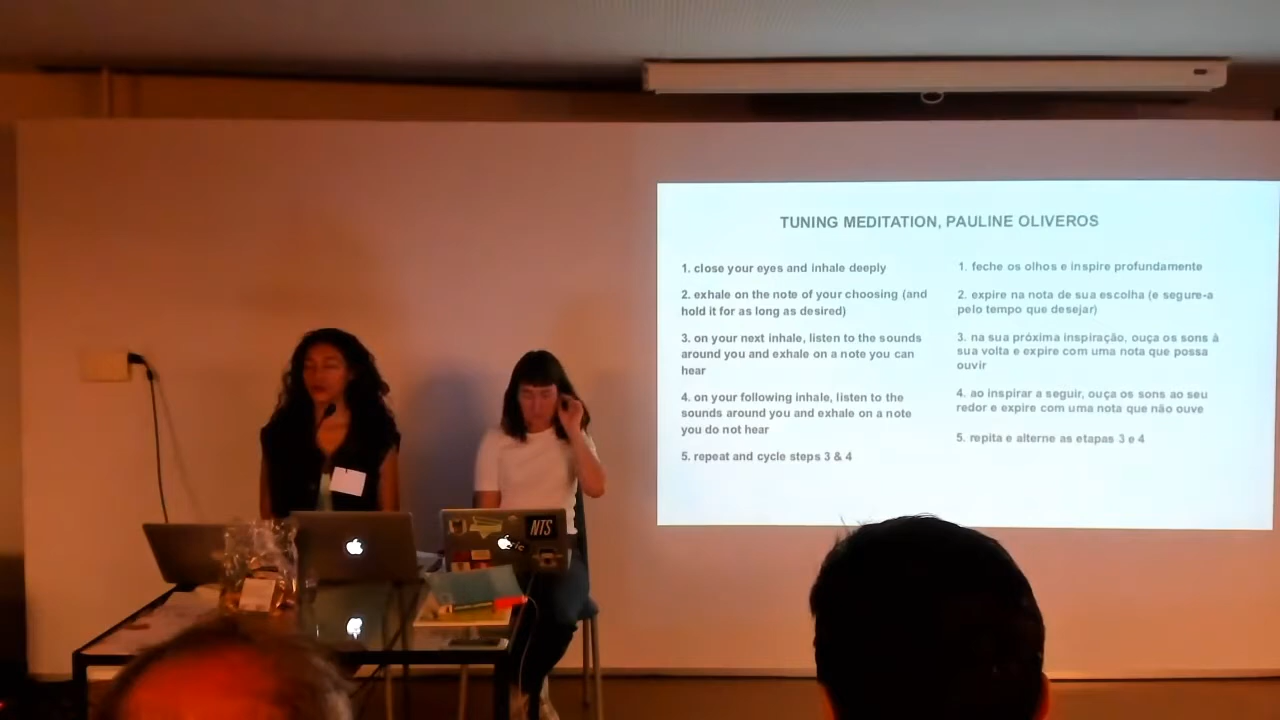 TUNING MEDITATION, PAULINE OLIVEROS
1. close your eyes and inhale deeply
2. exhale on the note of your choosing (and
hold it for as long as desired)
3. on your next inhale, listen to the sounds
around you and exhale on a note you can
hear
4. on your following inhale, listen to the
sounds around you and exhale on a note
you do not hear
5. repeat and cycle steps 3 & 4
1. feche os olhos e inspire profundamente
2. expire na nota de sua escolha (e segure-a
pelo tempo que desejar)
3. na sua próxima inspiração, ouça os sons à
sua volta e expire com uma nota que possa
ouvir
4. ao inspirar a seguir, ouça os sons ao seu
redor e expire com uma nota que não ouve
5. repita e alterne as etapas 3 e 4
NTS